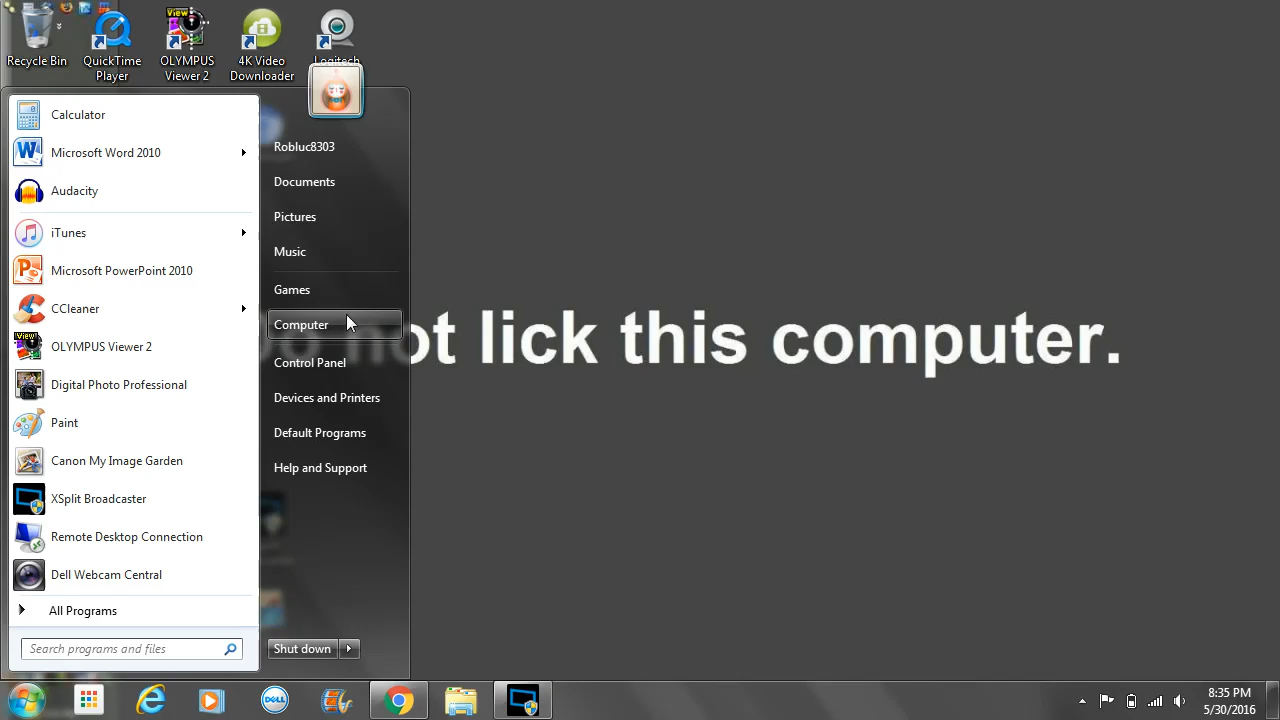 Recycle Bin
QuickTime
Player
OLYMPUS
Viewer 2
4K Video
Downloader
Logitech
Calculator
Microsoft Word 2010
Audacity
iTunes
Microsoft PowerPoint 2010
CCleaner
OLYMPUS Viewer 2
Digital Photo Professional
Paint
Canon My Image Garden
XSplit Broadcaster
Remote Desktop Connection
Dell Webcam Central
All Programs
Search programs and files
Robluc8303
Documents
Pictures
Music
Games
Computer
Control Panel
Devices and Printers
Default Programs
Help and Support
Shut down
not lick this computer.
8:35 PM
5/30/2016